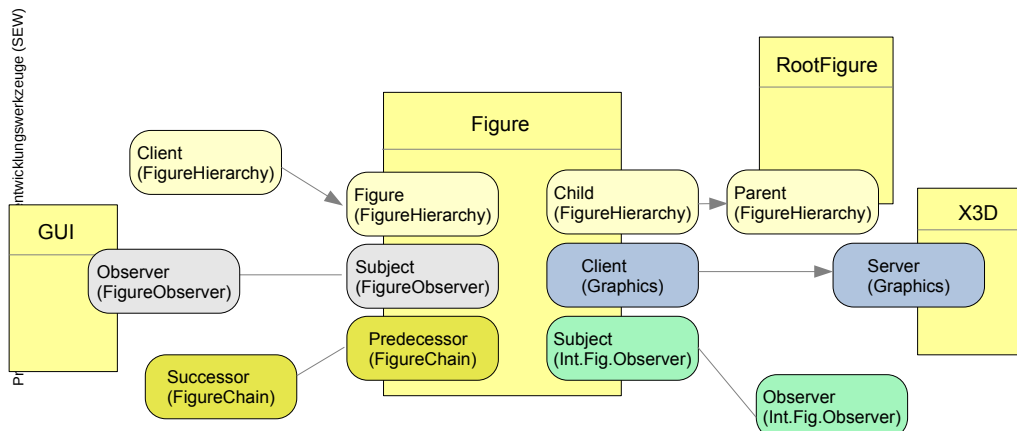 Pr
entwicklungswerkzeuge (SEW)
RootFigure
Figure
Client
(FigureHierarchy)
Figure
(FigureHierarchy)
Child
(FigureHierarchy)
Parent
(FigureHierarchy)
GUI
X3D
Observer
(FigureObserver)
Subject
(FigureObserver)
Client
(Graphics)
Server
(Graphics)
Predecessor
(FigureChain)
Subject
(Int.Fig.Observer)
Successor
(FigureChain)
Observer
(Int.Fig.Observer)